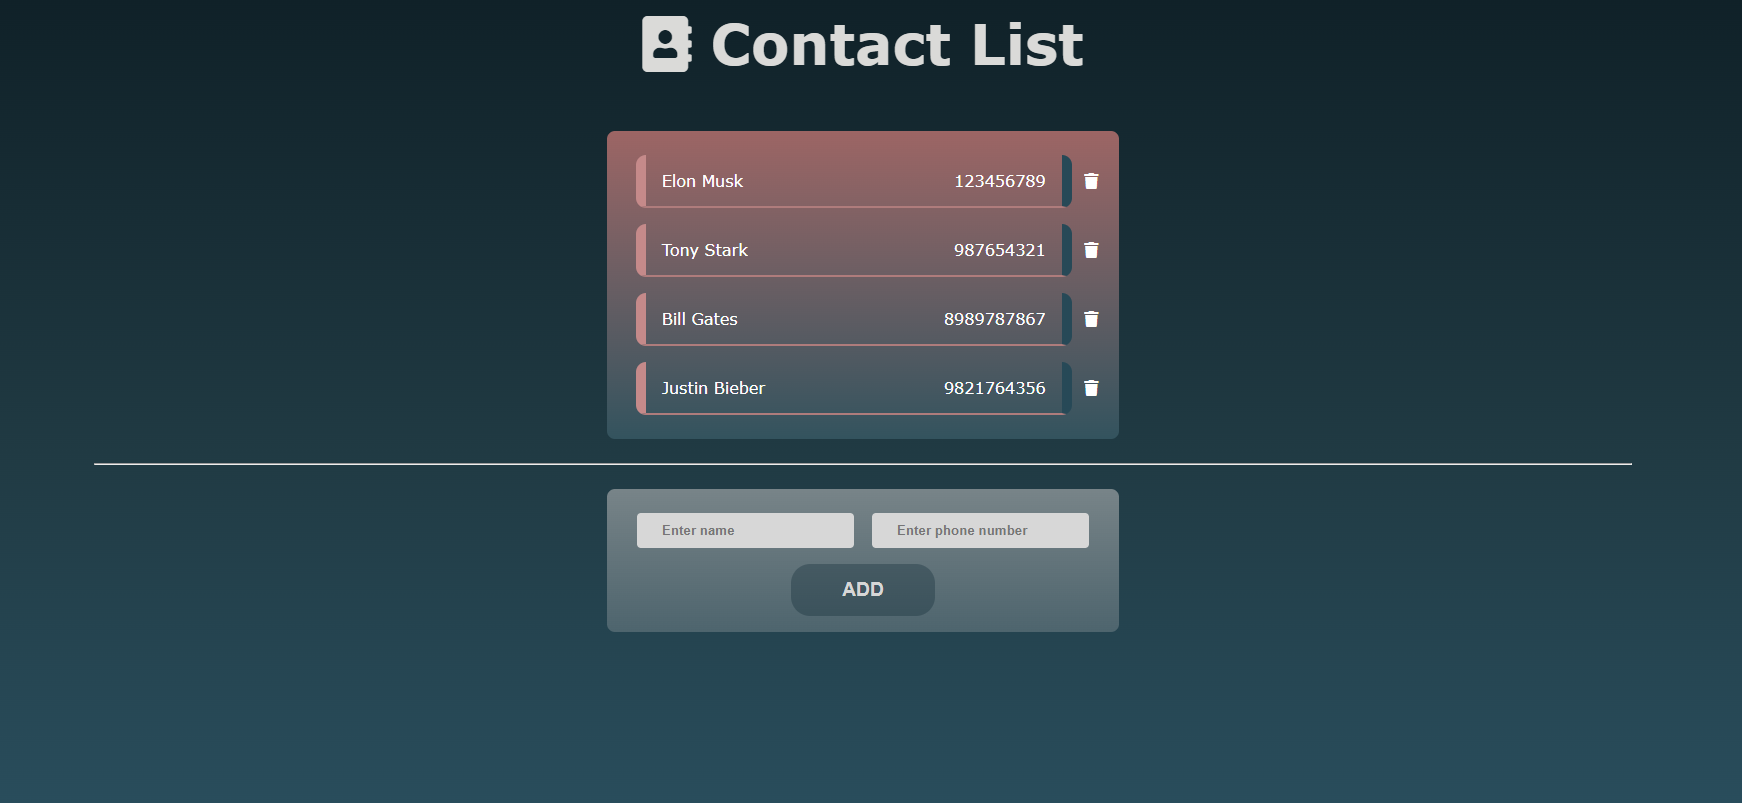 Contact List
Elon Musk 123456789
Tony Stark 987654321
Bill Gates 8989787867
Justin Bieber 9821764356
Enter name Enter phone number
ADD